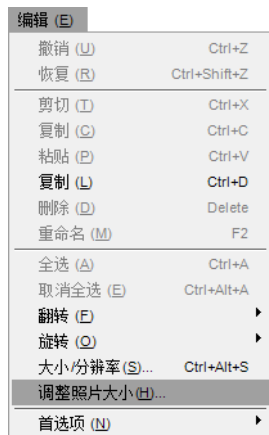 编辑 (E)
撤销 (U) Ctrl+Z
恢复 (R) Ctrl+Shift+Z
剪切 (T) Ctrl+X
复制 (C) Ctrl+C
粘贴 (P) Ctrl+V
复制 (L) Ctrl+D
删除 (D) Delete
重命名 (M) F2
全选 (A) Ctrl+A
取消全选 (E) Ctrl+Alt+A
翻转 (F)
旋转 (O)
大小/分辨率(S)... Ctrl+Alt+S
调整照片大小(H)...
首选项 (N)